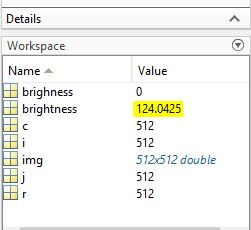 Details
Workspace
Name Value
brighness 0
brightness 124.0425
c 512
i 512
img 512x512 double
j 512
r 512